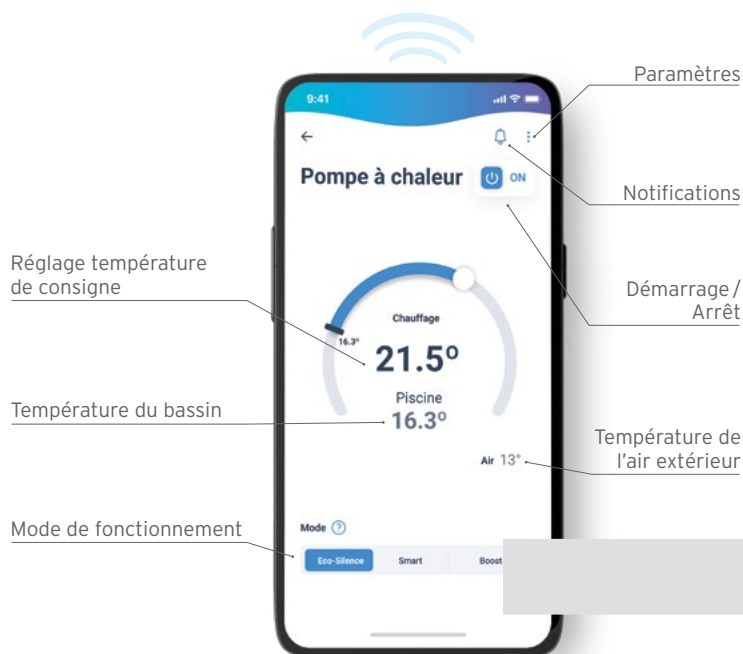 Paramètres
9:41
Pompe à chaleur
ON
Notifications
Réglage température
de consigne
Démarrage /
Arrêt
Chauffage
16.3°
21.5°
Piscine
Température du bassin
16.3°
Température de
l'air extérieur
Air 13°
Mode de fonctionnement
Mode ?
Eco-Silence Smart Boost